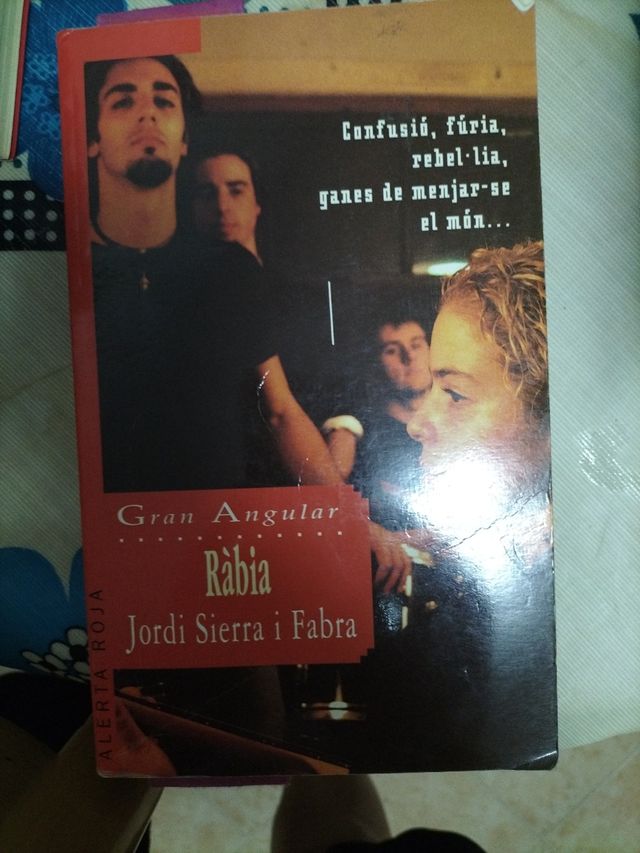 Confusió, fúria,
rebel·lia,
ganes de menjar-se
el món...
Gran Angular
Ràbia
Jordi Sierra i Fabra
ALERTA ROJA